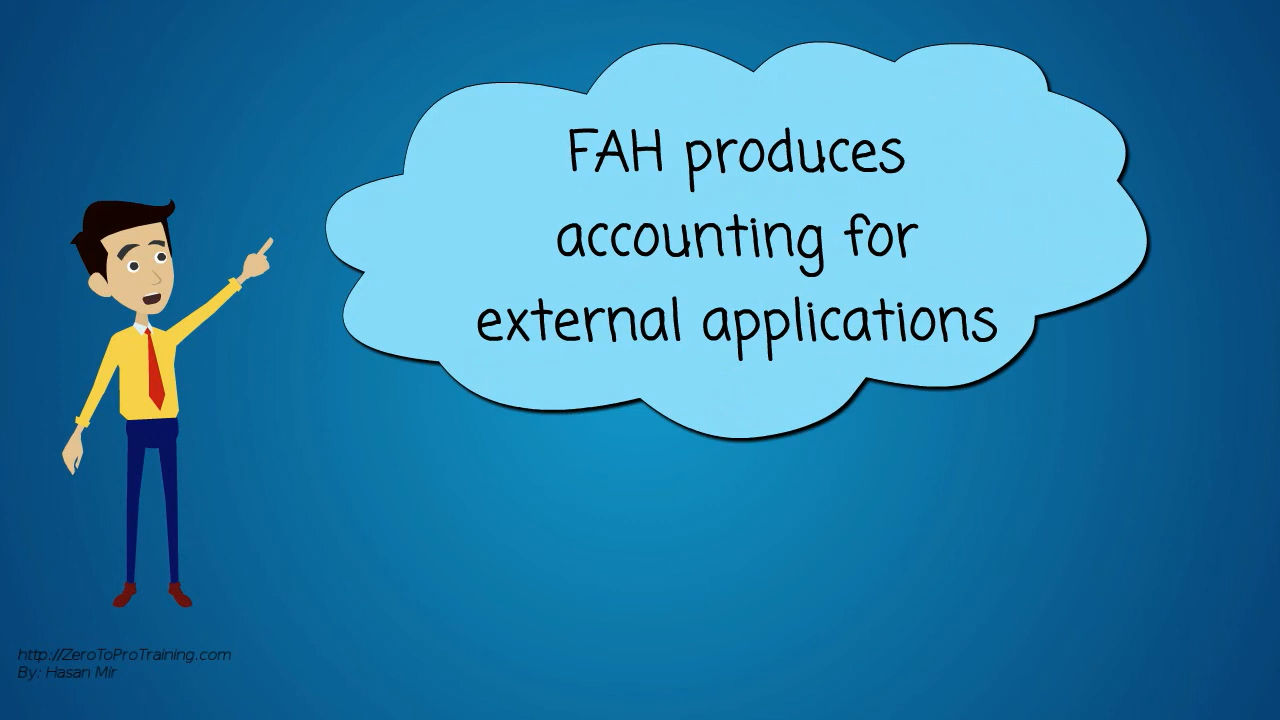 FAH produces
accounting for
external applications
http://ZeroToProTraining.com
By: Hasan Mir